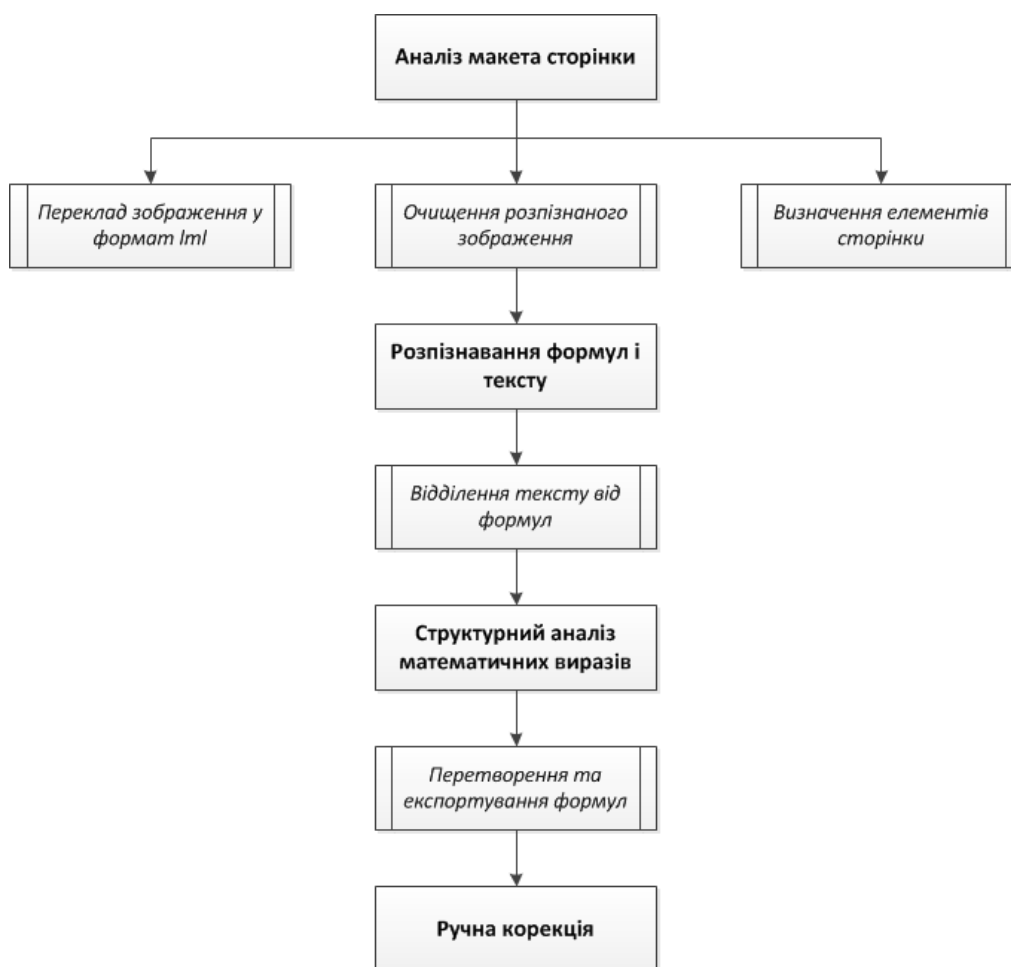 Аналіз макета сторінки
Переклад зображення у
формат Iml
Очищення розпізнаного
зображення
Визначення елементів
сторінки
Розпізнавання формул і
тексту
Відділення тексту від
формул
Структурний аналіз
математичних виразів
Перетворення та
експортування формул
Ручна корекція